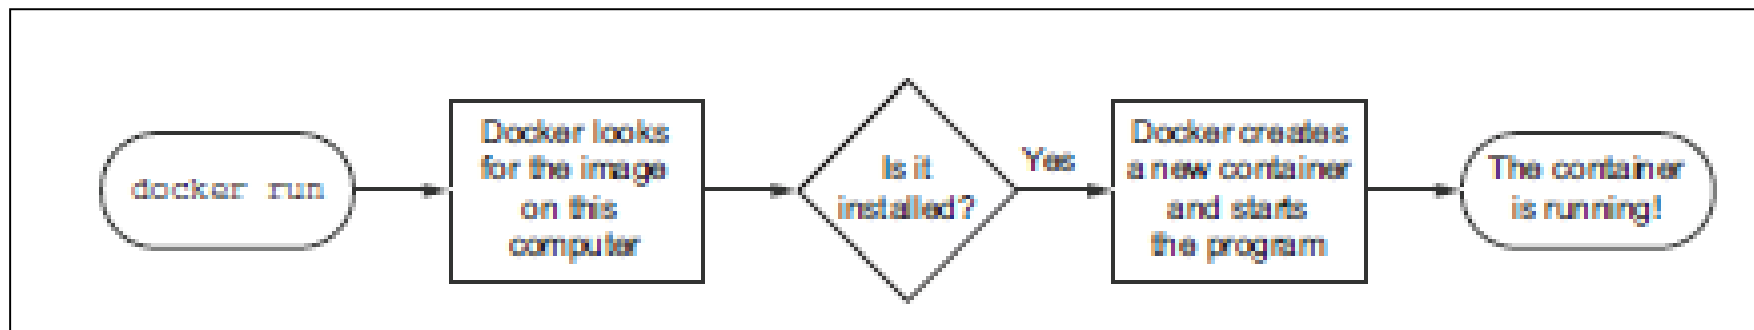 docker run
Docker looks
for the image
on this
computer
Is it
installed?
Yes
Docker creates
a new container
and starts
the program
The container
is running!